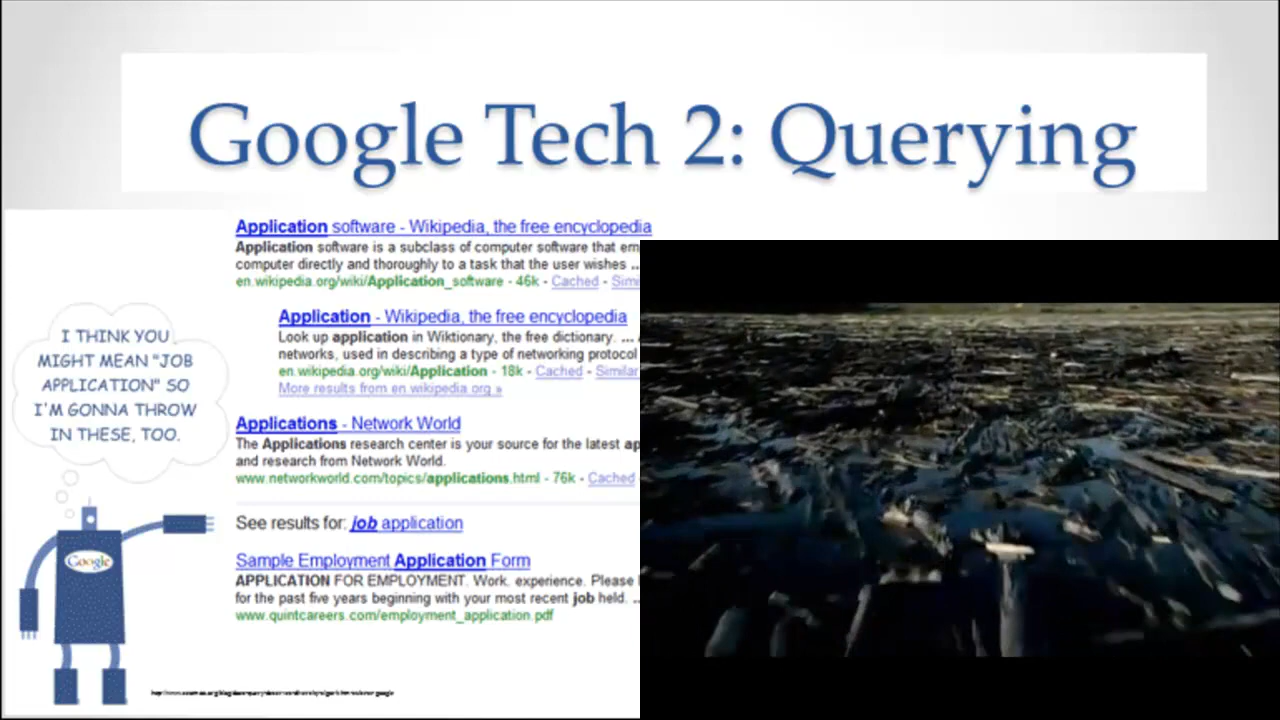 Google Tech 2: Querying
Application software - Wikipedia, the free encyclopedia
Application software is a subclass of computer software that em
computer directly and thoroughly to a task that the user wishes ...
en.wikipedia.org/wiki/Application_software - 46k - Cached - Simi
Application - Wikipedia, the free encyclopedia
Look up application in Wiktionary, the free dictionary. ...
networks, used in describing a type of networking protocol
en.wikipedia.org/wiki/Application - 18k - Cached - Similar
More results from en.wikipedia.org »
I THINK YOU
MIGHT MEAN "JOB
APPLICATION" SO
I'M GONNA THROW
IN THESE, TOO.
Applications - Network World
The Applications research center is your source for the latest ap
and research from Network World.
www.networkworld.com/topics/applications.html - 76k - Cached
See results for: job application
Sample Employment Application Form
APPLICATION FOR EMPLOYMENT. Work. experience. Please
for the past five years beginning with your most recent job held. ..
www.quintcareers.com/employment_application.pdf
Google